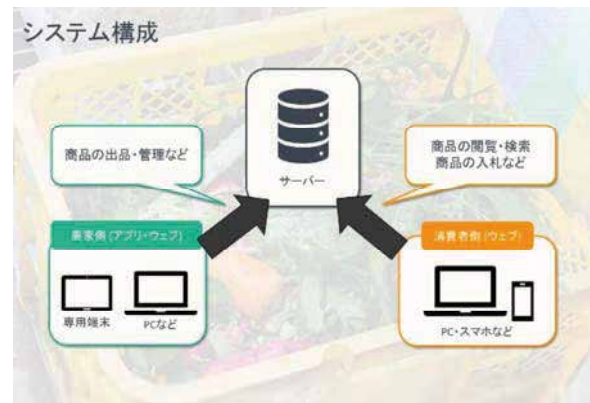 システム構成
商品の出品・管理など
サーバー
商品の閲覧・検索
商品の入札など
農家側(アプリ・ウェブ)
専用端末
PCなど
消費者側(ウェブ)
PC・スマホなど